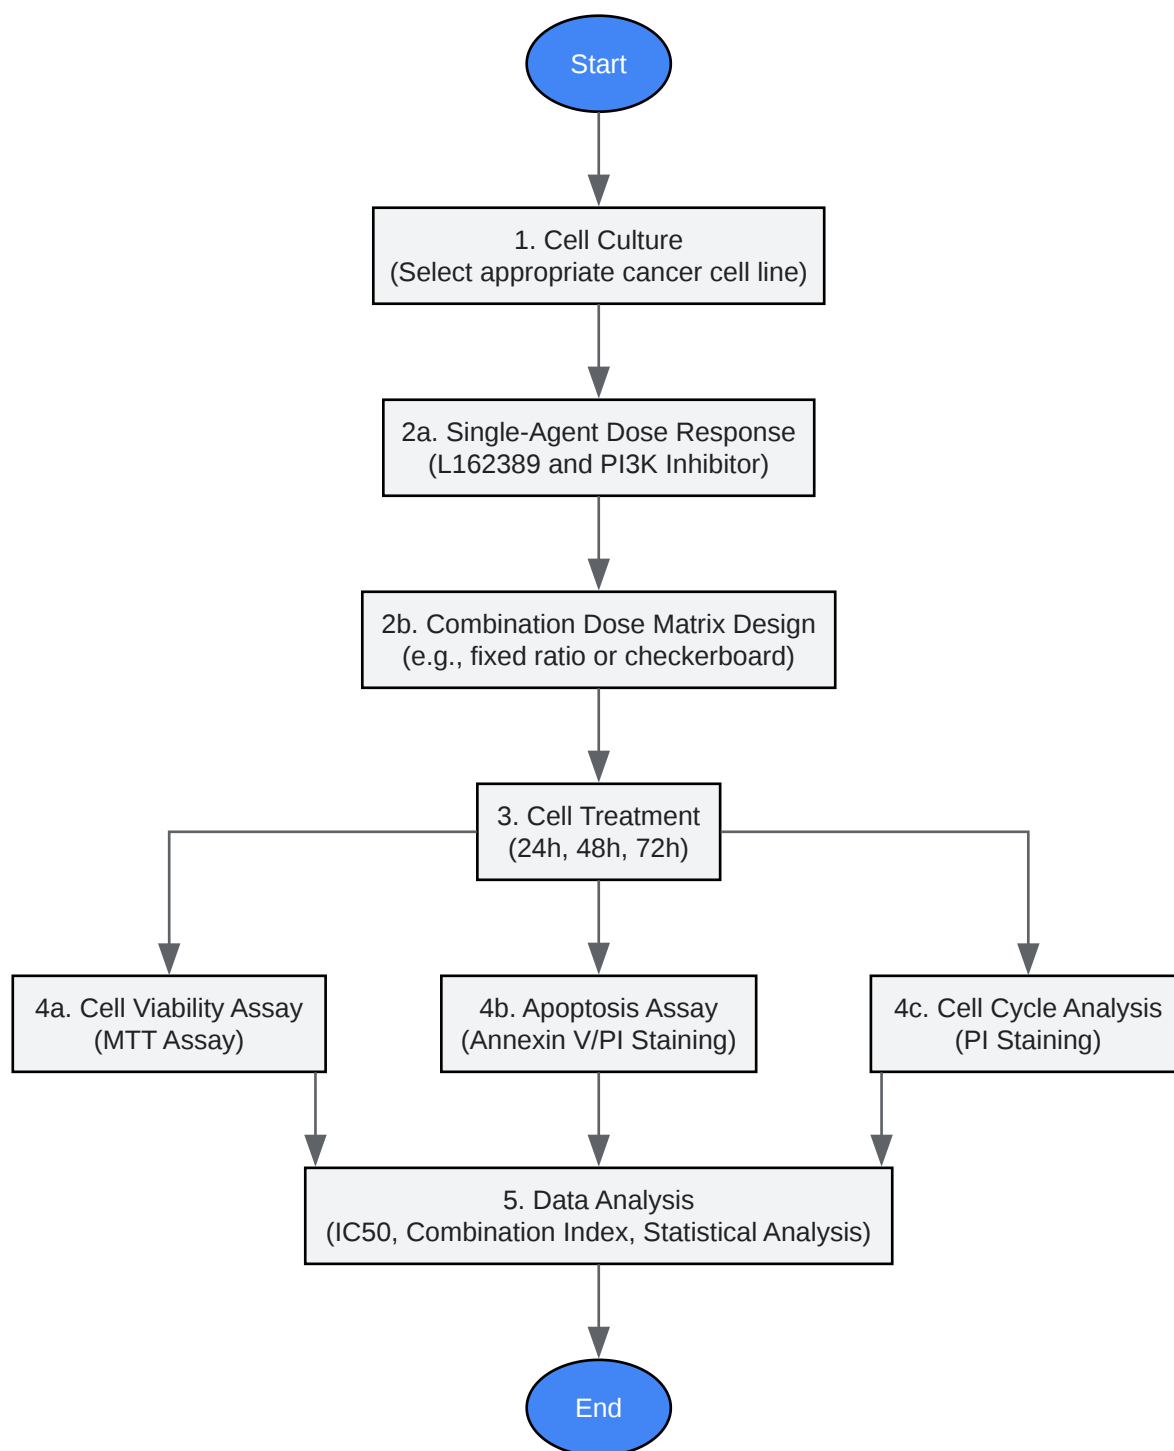 Start
1. Cell Culture
(Select appropriate cancer cell line)
2a. Single-Agent Dose Response
(L162389 and PI3K Inhibitor)
2b. Combination Dose Matrix Design
(e.g., fixed ratio or checkerboard)
3. Cell Treatment
(24h, 48h, 72h)
4a. Cell Viability Assay
(MTT Assay)
4b. Apoptosis Assay
(Annexin V/PI Staining)
4c. Cell Cycle Analysis
(PI Staining)
5. Data Analysis
(IC50, Combination Index, Statistical Analysis)
End